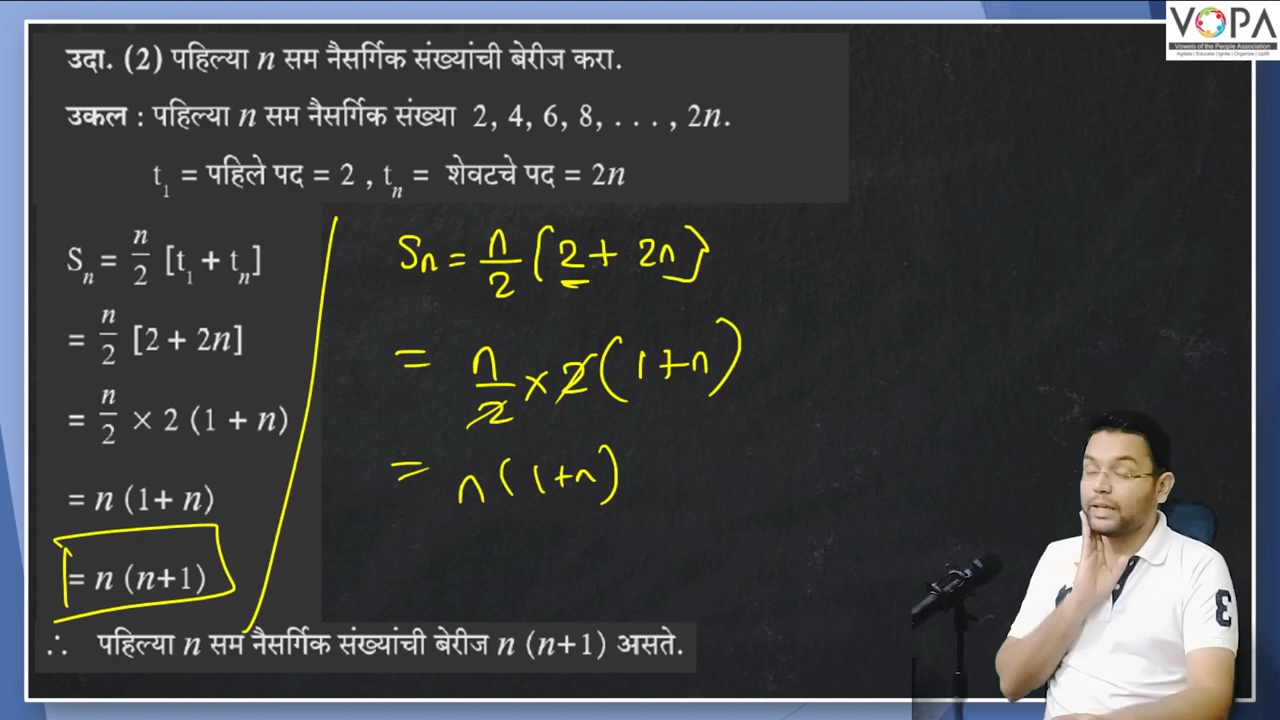 VOPA
Vowels of the People Association
उदा. (2) पहिल्या n सम नैसर्गिक संख्यांची बेरीज करा.
उकल : पहिल्या n सम नैसर्गिक संख्या 2, 4, 6, 8, . . . , 2n.
t₁ = पहिले पद = 2 , tₙ = शेवटचे पद = 2n
Sₙ = n/2 [t₁ + tₙ]
= n/2 [2 + 2n]
= n/2 × 2 (1 + n)
= n (1+ n)
= n (n+1)
Sn = n/2 (2 + 2n)
= n/2 × 2 (1+n)
= n (1+n)
∴ पहिल्या n सम नैसर्गिक संख्यांची बेरीज n (n+1) असते.